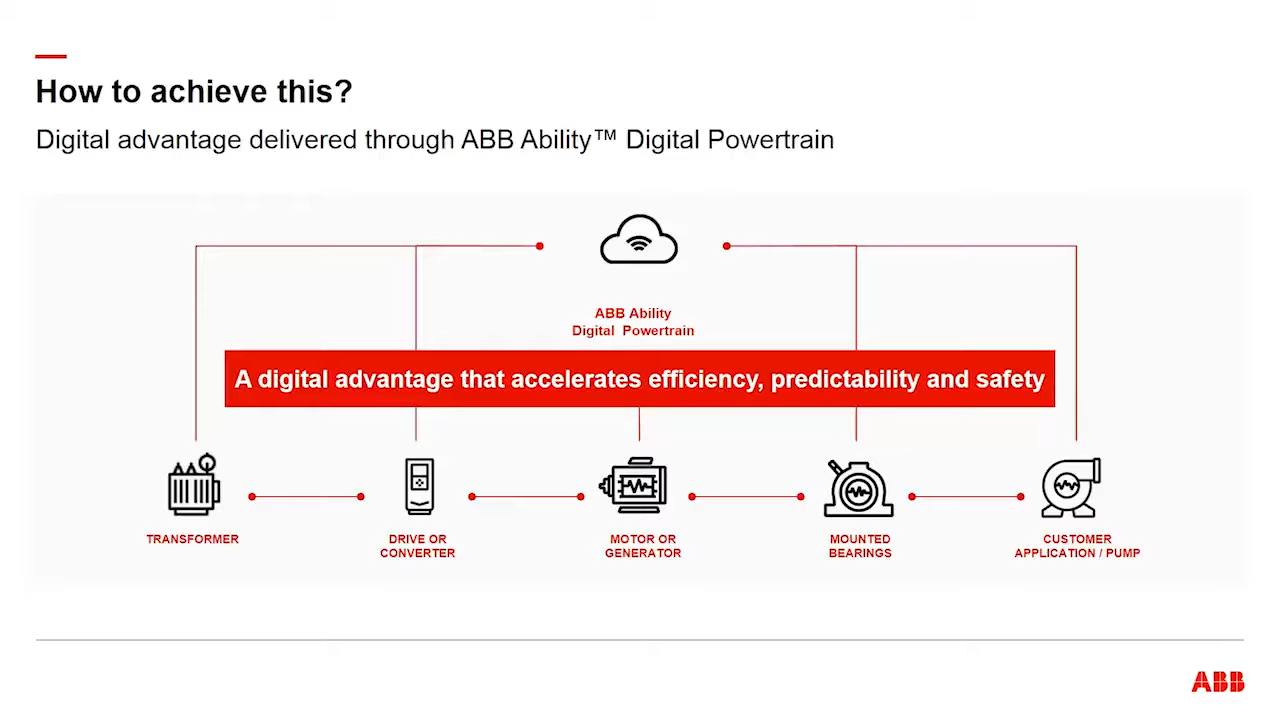 How to achieve this?
Digital advantage delivered through ABB Ability™ Digital Powertrain
ABB Ability
Digital Powertrain
A digital advantage that accelerates efficiency, predictability and safety
TRANSFORMER
DRIVE OR
CONVERTER
MOTOR OR
GENERATOR
MOUNTED
BEARINGS
CUSTOMER
APPLICATION / PUMP
ABB